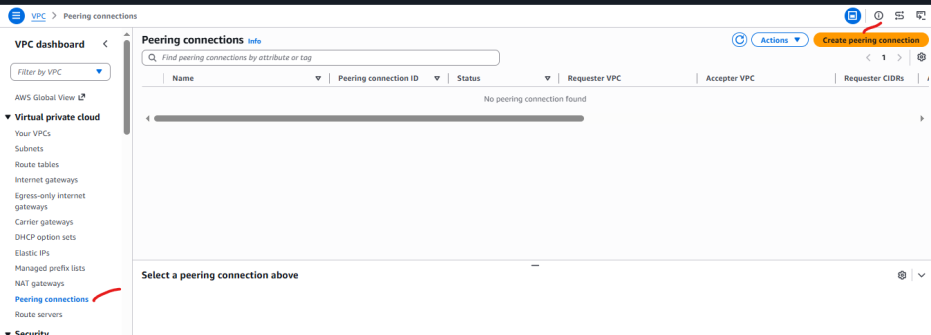 VPC > Peering connections
VPC dashboard
Filter by VPC
AWS Global View
Virtual private cloud
Your VPCs
Subnets
Route tables
Internet gateways
Egress-only internet
gateways
Carrier gateways
DHCP option sets
Elastic IPs
Managed prefix lists
NAT gateways
Peering connections
Route servers
Security
Peering connections Info
Actions
Create peering connection
Find peering connections by attribute or tag
1
Name Peering connection ID Status Requester VPC Accepter VPC Requester CIDRs
No peering connection found
Select a peering connection above